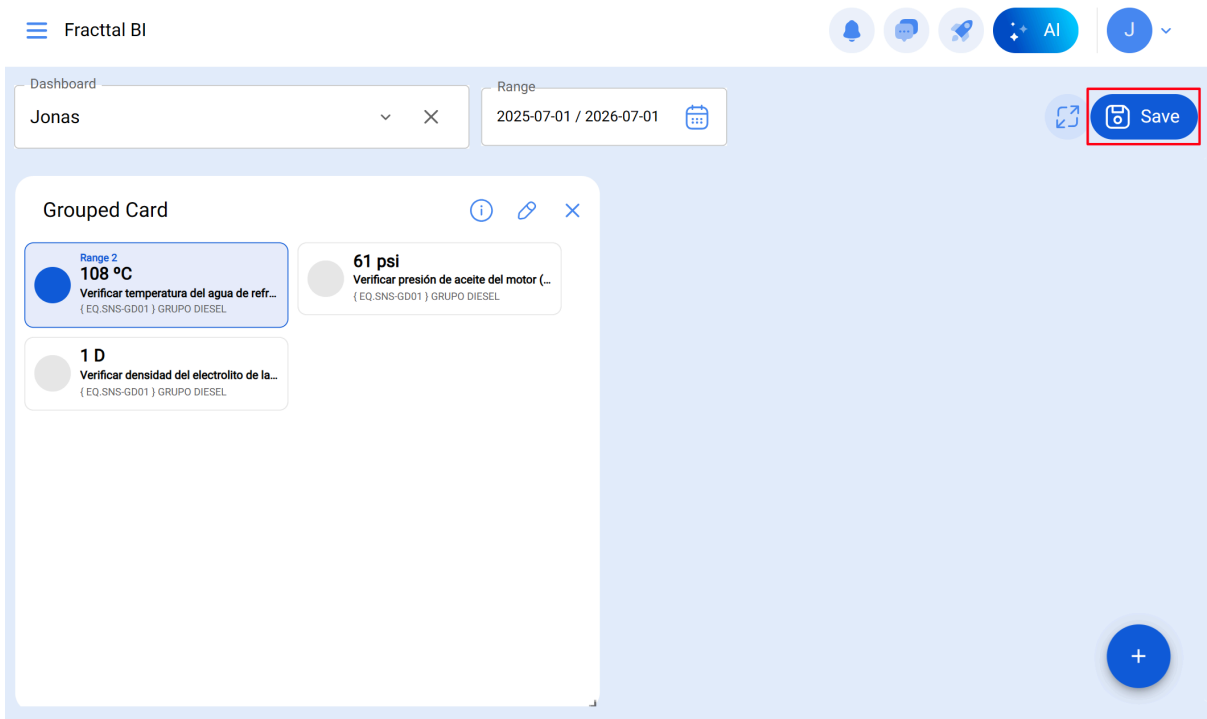 Fracttal BI
AI
J
Dashboard
Jonas
Range
2025-07-01 / 2026-07-01
Save
Grouped Card
Range 2
108 ºC
Verificar temperatura del agua de refr...
{ EQ.SNS-GD01 } GRUPO DIESEL
61 psi
Verificar presión de aceite del motor (...
{ EQ.SNS-GD01 } GRUPO DIESEL
1 D
Verificar densidad del electrolito de la...
{ EQ.SNS-GD01 } GRUPO DIESEL